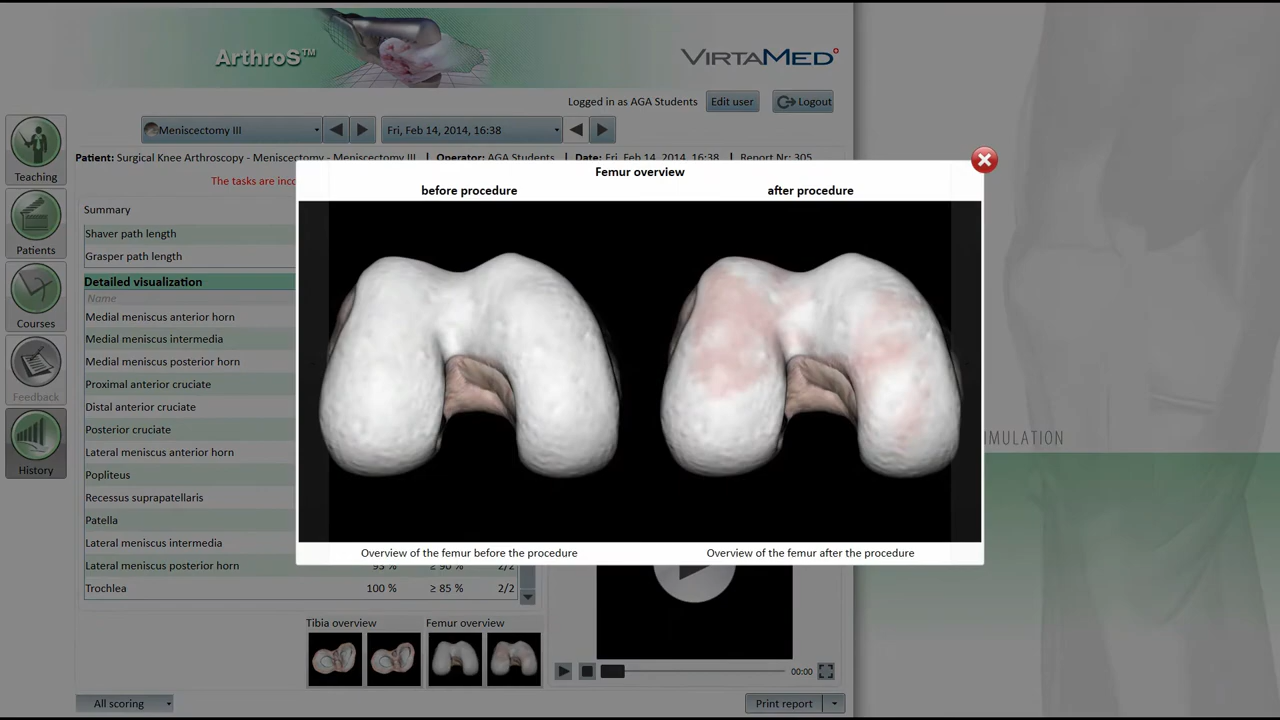 ArthroS™
VIRTAMED
Logged in as AGA Students
Edit user
Logout
Meniscectomy III
Fri, Feb 14, 2014, 16:38
Patient: Surgical Knee Arthroscopy - Meniscectomy - Meniscectomy III | Operator: AGA Students | Date: Fri, Feb 14, 2014, 16:38 | Report Nr: 305
The tasks are
Teaching
Patients
Courses
Feedback
History
Summary
Shaver path length
Grasper path length
Detailed visualization
Name
Medial meniscus anterior horn
Medial meniscus intermedia
Medial meniscus posterior horn
Proximal anterior cruciate
Distal anterior cruciate
Posterior cruciate
Lateral meniscus anterior horn
Popliteus
Recessus suprapatellaris
Patella
Lateral meniscus intermedia
Lateral meniscus posterior horn 93 % ≥ 90 % 2/2
Trochlea 100 % ≥ 85 % 2/2
Femur overview
before procedure after procedure
Overview of the femur before the procedure Overview of the femur after the procedure
Tibia overview Femur overview
00:00
All scoring
Print report